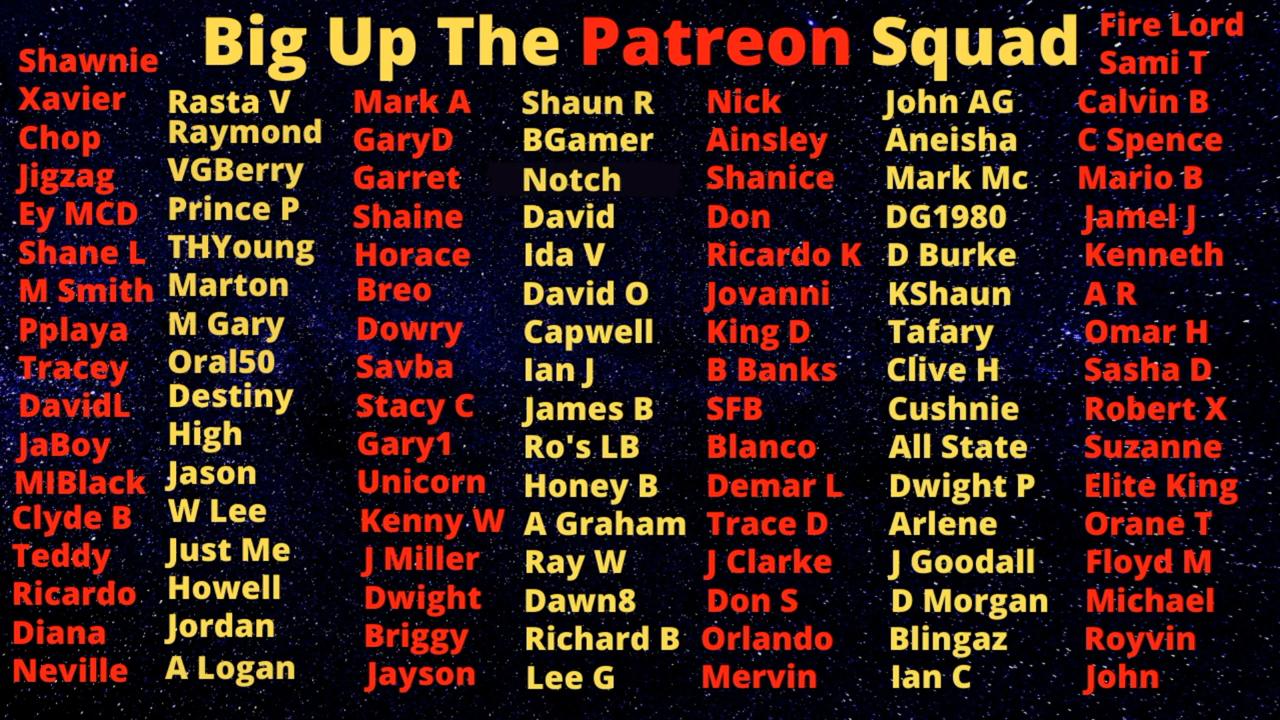 Big Up The Patreon Squad
Shawnie
Xavier
Chop
Jigzag
Ey MCD
Shane L
M Smith
Pplaya
Tracey
DavidL
JaBoy
MIBlack
Clyde B
Teddy
Ricardo
Diana
Neville
Rasta V
Raymond
VGBerry
Prince P
THYoung
Marton
M Gary
Oral50
Destiny
High
Jason
W Lee
Just Me
Howell
Jordan
A Logan
Mark A
GaryD
Garret
Shaine
Horace
Breo
Dowry
Savba
Stacy C
Gary1
Unicorn
Kenny W
J Miller
Dwight
Briggy
Jayson
Shaun R
BGamer
Notch
David
Ida V
David O
Capwell
Ian J
James B
Ro's LB
Honey B
A Graham
Ray W
Dawn8
Richard B
Lee G
Nick
Ainsley
Shanice
Don
Ricardo K
Jovanni
King D
B Banks
SFB
Blanco
Demar L
Trace D
J Clarke
Don S
Orlando
Mervin
John AG
Aneisha
Mark Mc
DG1980
D Burke
KShaun
Tafary
Clive H
Cushnie
All State
Dwight P
Arlene
J Goodall
D Morgan
Blingaz
Ian C
Fire Lord
Sami T
Calvin B
C Spence
Mario B
Jamel J
Kenneth
A R
Omar H
Sasha D
Robert X
Suzanne
Elite King
Orane T
Floyd M
Michael
Royvin
John